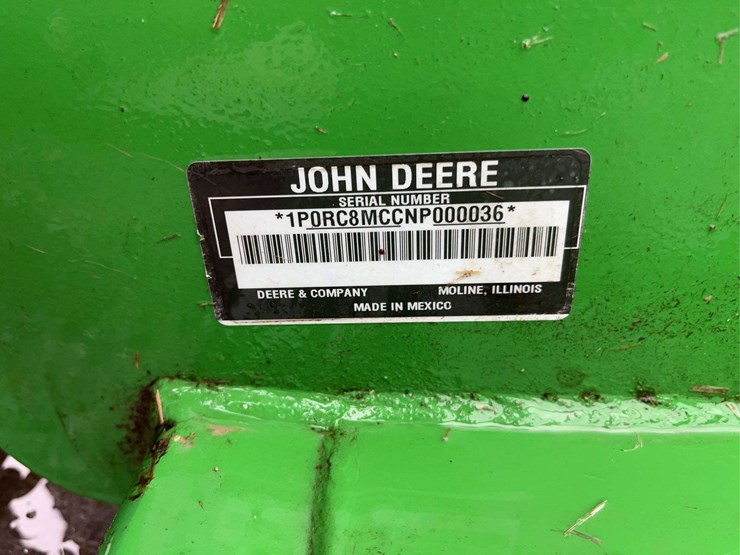 JOHN DEERE
SERIAL NUMBER
*1P0RC8MCCNP000036*
DEERE & COMPANY MOLINE, ILLINOIS
MADE IN MEXICO